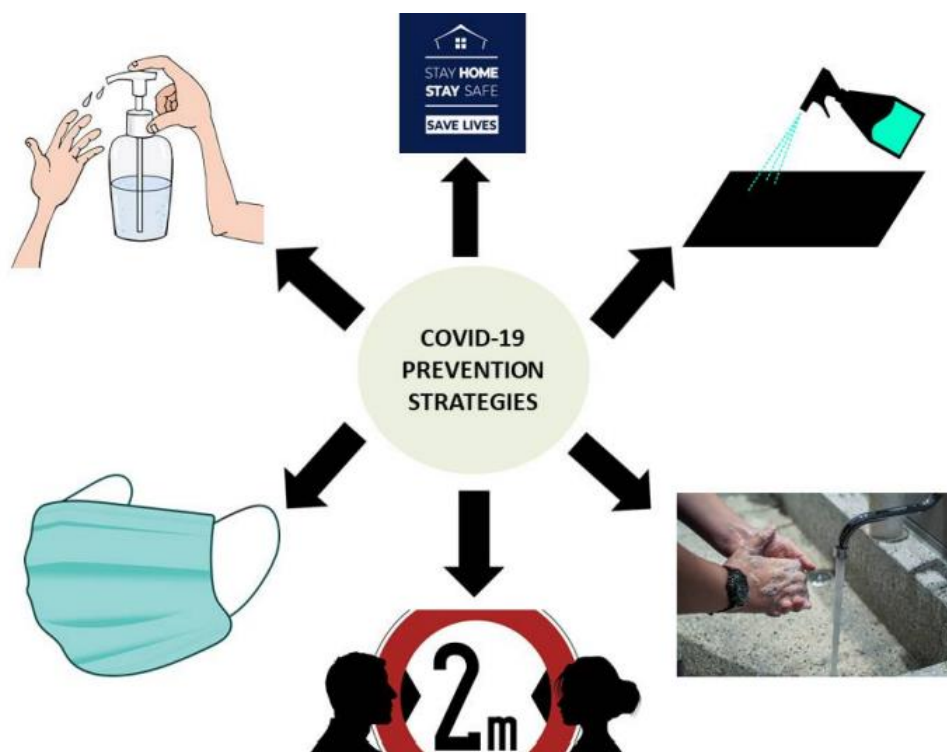 STAY HOME
STAY SAFE
SAVE LIVES
COVID-19
PREVENTION
STRATEGIES
2m